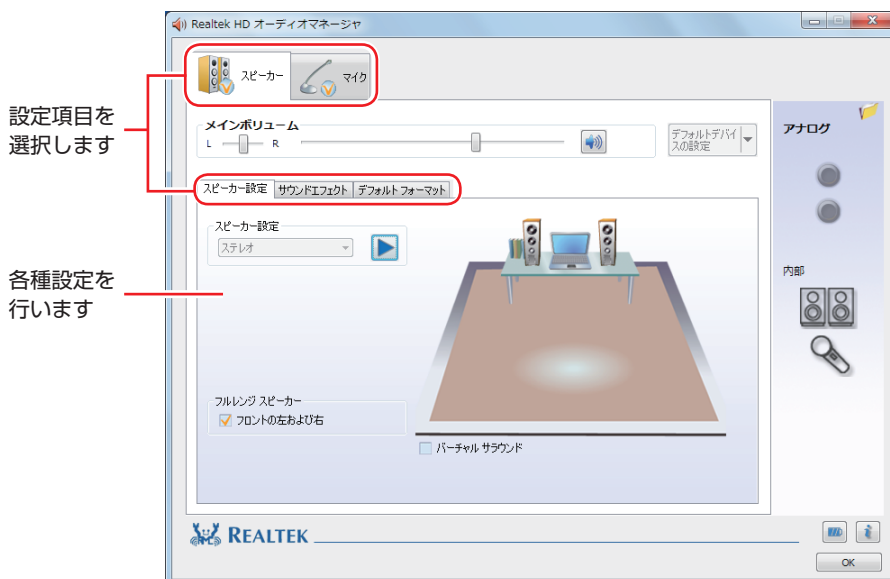 Realtek HD オーディオマネージャ
スピーカー
マイク
設定項目を
選択します
メインボリューム
L
R
デフォルトデバイ
スの設定
アナログ
スピーカー設定
サウンドエフェクト
デフォルト フォーマット
スピーカー設定
ステレオ
各種設定を
行います
内部
フルレンジ スピーカー
フロントの左および右
バーチャル サラウンド
REALTEK
OK